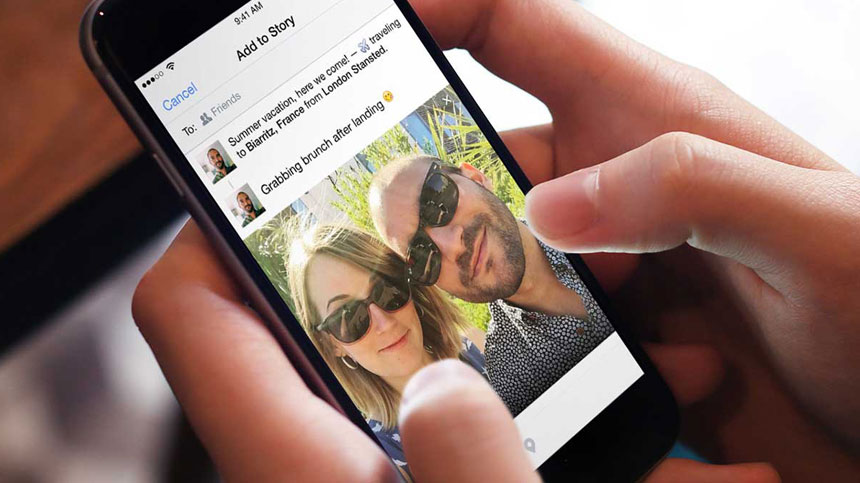 9:41 AM
Cancel
Add to Story
To: Friends
Summer vacation, here we come! — ✈ traveling
to Biarritz, France from London Stansted.
Grabbing brunch after landing 😋